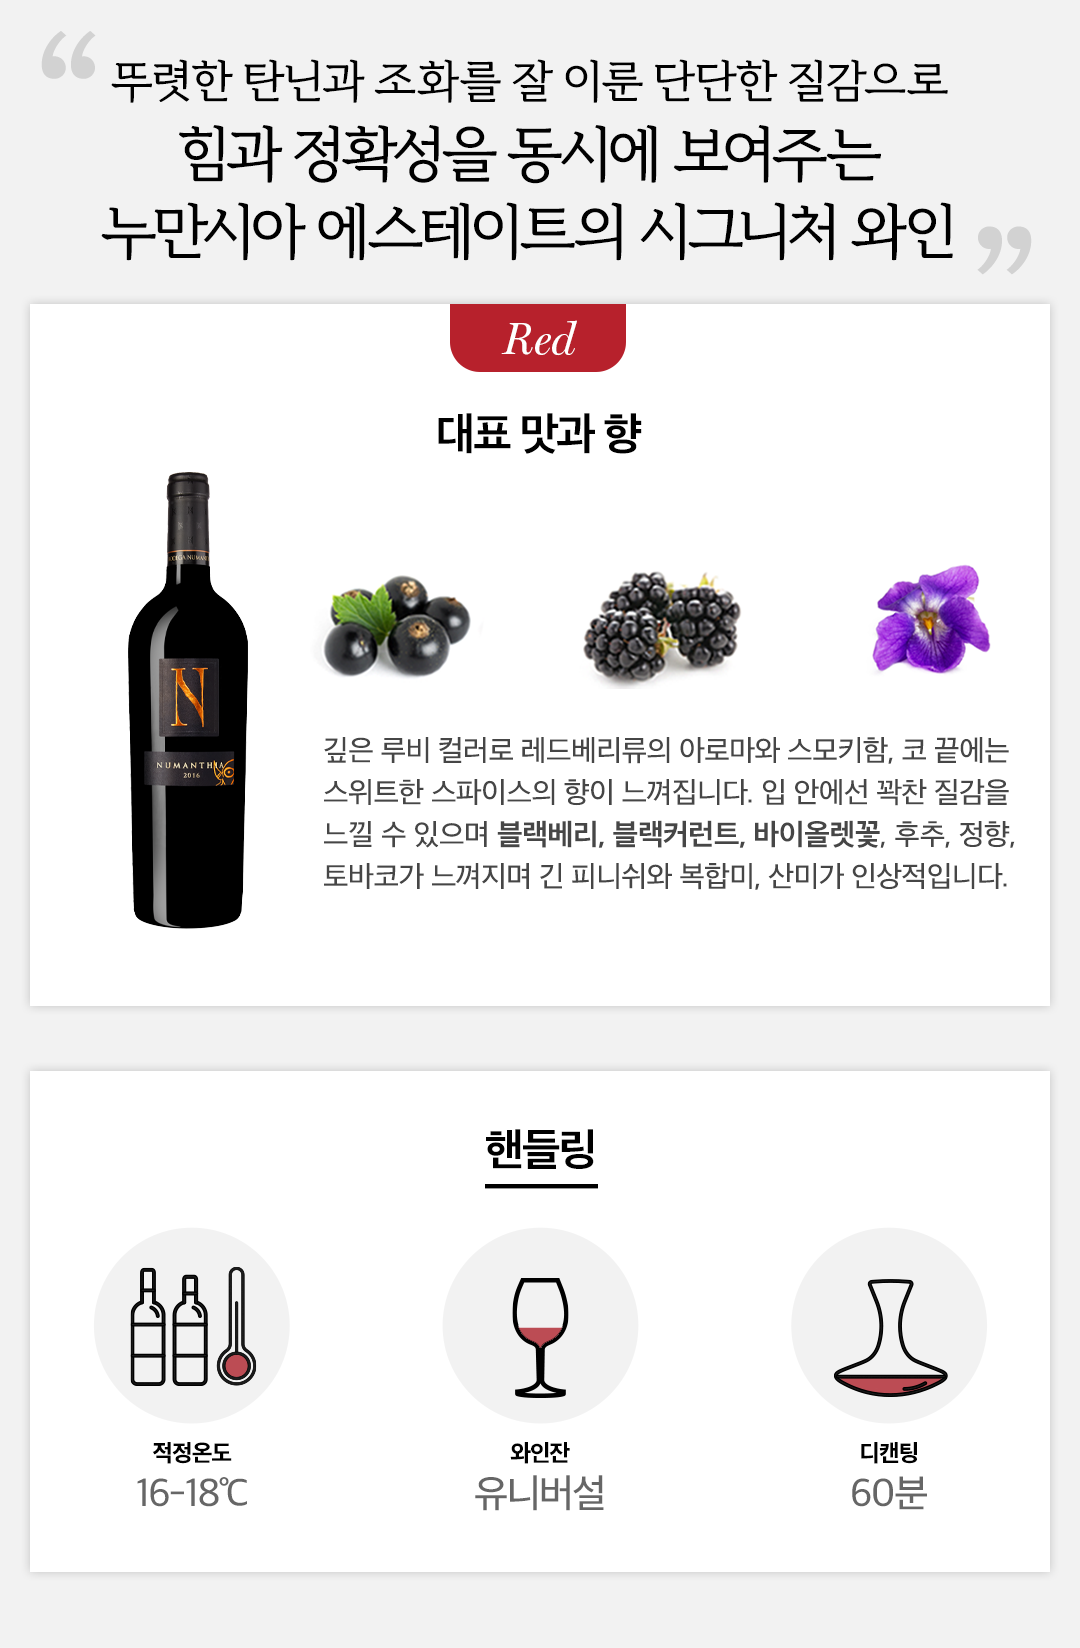 “ 뚜렷한 탄닌과 조화를 잘 이룬 단단한 질감으로
힘과 정확성을 동시에 보여주는
누만시아 에스테이트의 시그니처 와인 ”
Red
대표 맛과 향
N
NUMANTHIA
2016
깊은 루비 컬러로 레드베리류의 아로마와 스모키함, 코 끝에는
스위트한 스파이스의 향이 느껴집니다. 입 안에선 꽉찬 질감을
느낄 수 있으며 블랙베리, 블랙커런트, 바이올렛꽃, 후추, 정향,
토바코가 느껴지며 긴 피니쉬와 복합미, 산미가 인상적입니다.
핸들링
적정온도
16-18℃
와인잔
유니버설
디캔팅
60분